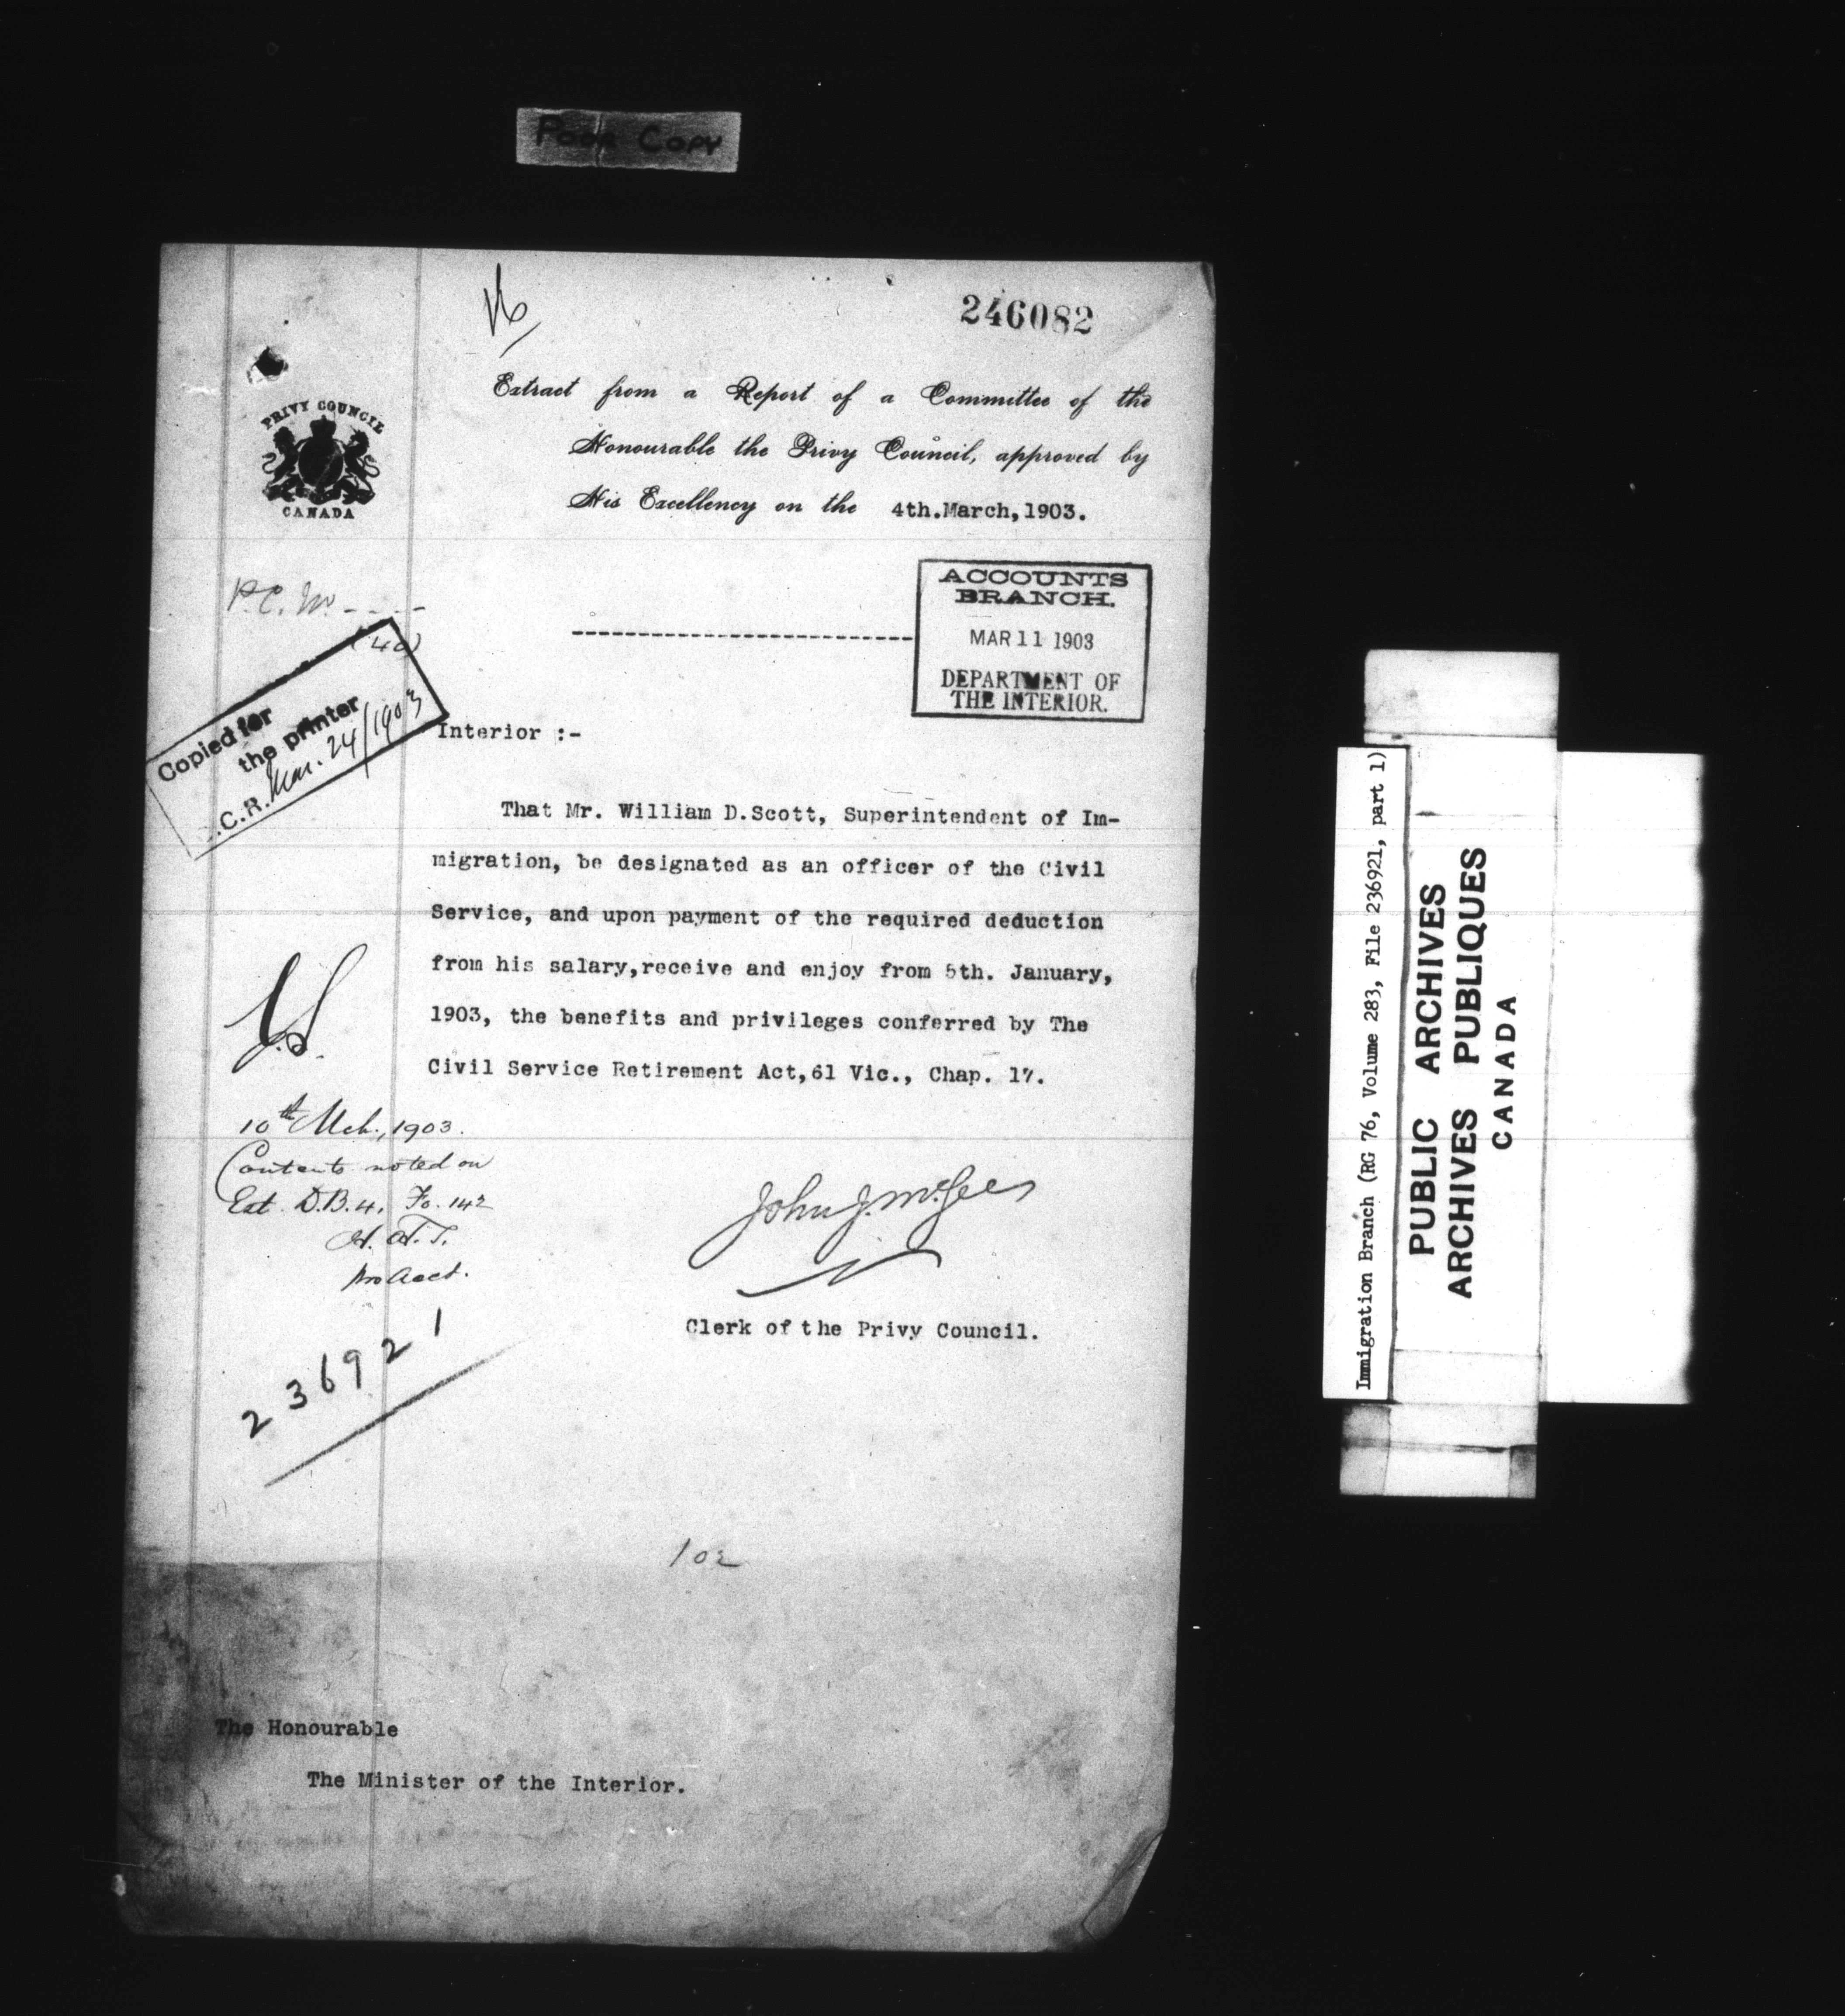 Poor Copy
246082
PRIVY COUNCIL
CANADA
Extract from a Report of a Committee of the
Honourable the Privy Council, approved by
His Excellency on the 4th.March,1903.
P.C. M.
ACCOUNTS
BRANCH.
MAR 11 1903
DEPARTMENT OF
THE INTERIOR.
Copied for
the printer
Mar. 24/1903
.C.R.
Interior :-
That Mr. William D.Scott, Superintendent of Im-
migration, be designated as an officer of the Civil
Service, and upon payment of the required deduction
from his salary,receive and enjoy from 5th. January,
1903, the benefits and privileges conferred by The
Civil Service Retirement Act,61 Vic., Chap. 17.
10th Mch., 1903.
Contents noted on
Est. D.B.4, Fo. 142
H. H. T.
Acct.
John J. McGee
Clerk of the Privy Council.
236921
102
The Honourable
The Minister of the Interior.
Immigration Branch (RG 76, Volume 283, File 236921, part 1)
PUBLIC ARCHIVES
ARCHIVES PUBLIQUES
CANADA